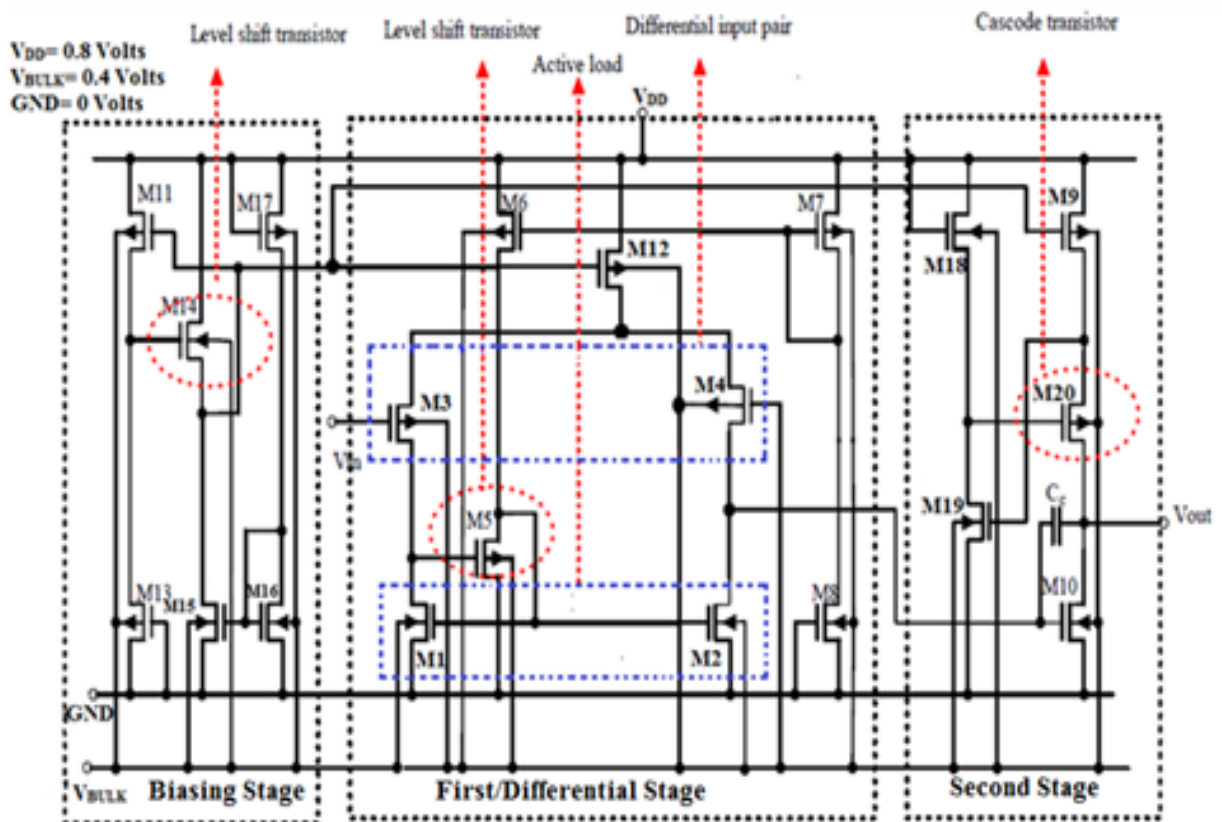 Level shift transistor
Level shift transistor
Differential input pair
Cascode transistor
VDD= 0.8 Volts
VBULK= 0.4 Volts
GND= 0 Volts
Active load
VDD
M11
M17
M6
M7
M9
M12
M18
M14
M3
M4
M20
Vin
M5
M19
Vout
M13
M15
M16
M8
M10
M1
M2
GND
VBULK
Biasing Stage
First/Differential Stage
Second Stage